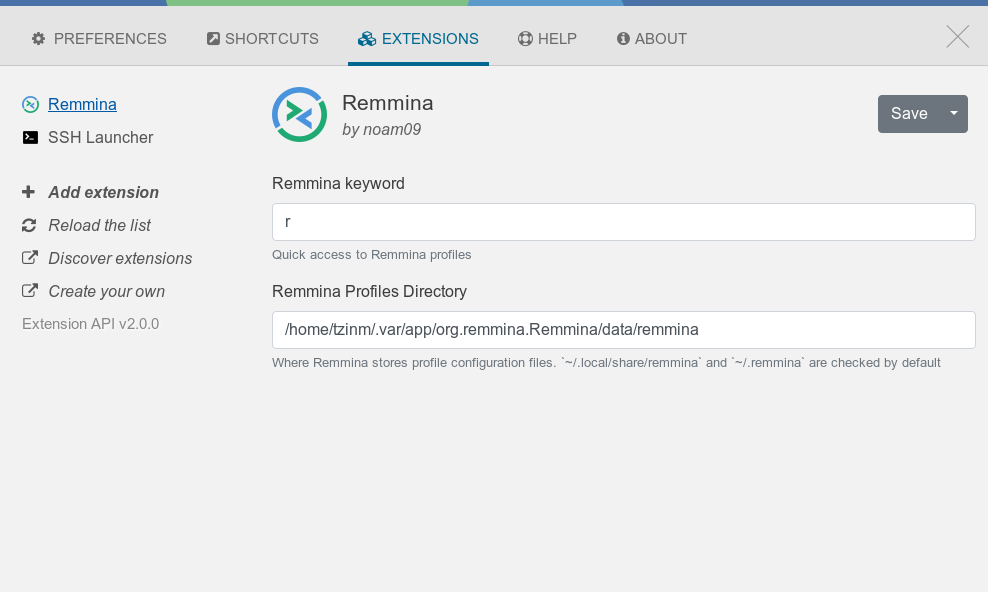 PREFERENCES SHORTCUTS EXTENSIONS HELP ABOUT
Remmina
SSH Launcher
Add extension
Reload the list
Discover extensions
Create your own
Extension API v2.0.0
Remmina
by noam09
Save
Remmina keyword
r
Quick access to Remmina profiles
Remmina Profiles Directory
/home/tzinm/.var/app/org.remmina.Remmina/data/remmina
Where Remmina stores profile configuration files. `~/.local/share/remmina` and `~/.remmina` are checked by default